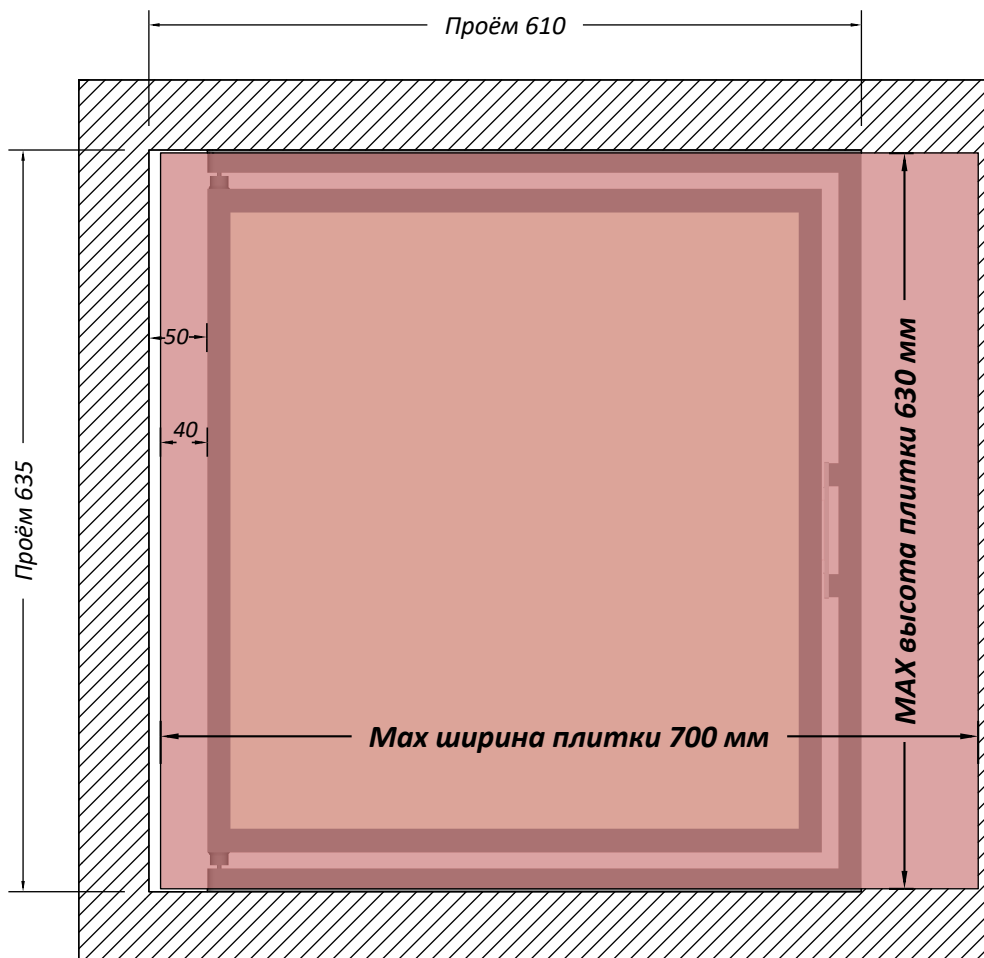 Проём 610
50
40
Проём 635
MAX высота плитки 630 мм
Max ширина плитки 700 мм